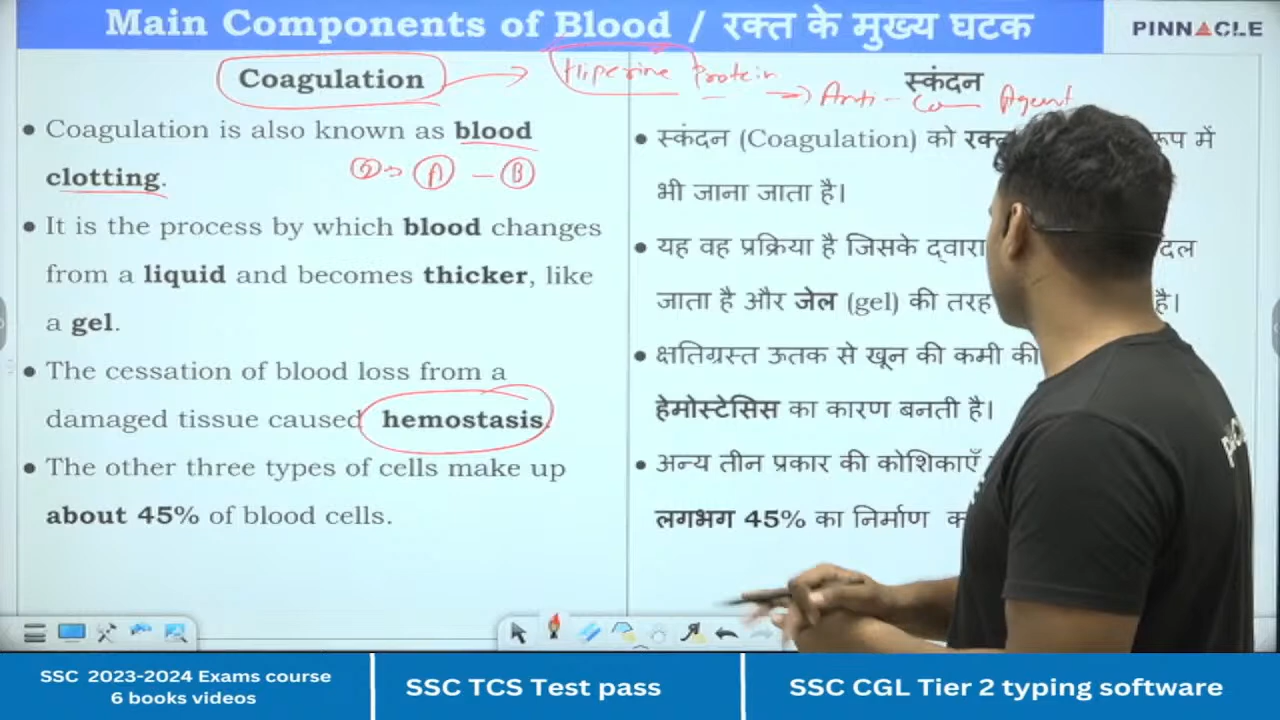 Main Components of Blood / रक्त के मुख्य घटक
PINNACLE
Coagulation
Protein
Anti - Co Agent
Coagulation is also known as blood
clotting.
A - B
It is the process by which blood changes
from a liquid and becomes thicker, like
a gel.
The cessation of blood loss from a
damaged tissue caused hemostasis.
The other three types of cells make up
about 45% of blood cells.
स्कंदन
स्कंदन (Coagulation) को रूप में
भी जाना जाता है।
यह वह प्रक्रिया है जिसके द्वारा
जाता है और जेल (gel) की तरह है।
क्षतिग्रस्त ऊतक से खून की कमी की
हेमोस्टेसिस का कारण बनती है।
अन्य तीन प्रकार की कोशिकाएँ
लगभग 45% का निर्माण
SSC 2023-2024 Exams course
6 books videos
SSC TCS Test pass
SSC CGL Tier 2 typing software